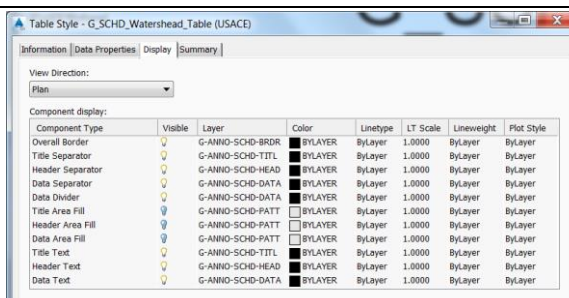 Table Style - G_SCHD_Watershead_Table (USACE)
Information Data Properties Display Summary
View Direction:
Plan
Component display:
Component Type Visible Layer Color Linetype LT Scale Lineweight Plot Style
Overall Border G-ANNO-SCHD-BRDR BYLAYER ByLayer 1.0000 ByLayer ByLayer
Title Separator G-ANNO-SCHD-TITL BYLAYER ByLayer 1.0000 ByLayer ByLayer
Header Separator G-ANNO-SCHD-HEAD BYLAYER ByLayer 1.0000 ByLayer ByLayer
Data Separator G-ANNO-SCHD-DATA BYLAYER ByLayer 1.0000 ByLayer ByLayer
Data Divider G-ANNO-SCHD-DATA BYLAYER ByLayer 1.0000 ByLayer ByLayer
Title Area Fill G-ANNO-SCHD-PATT BYLAYER ByLayer 1.0000 ByLayer ByLayer
Header Area Fill G-ANNO-SCHD-PATT BYLAYER ByLayer 1.0000 ByLayer ByLayer
Data Area Fill G-ANNO-SCHD-PATT BYLAYER ByLayer 1.0000 ByLayer ByLayer
Title Text G-ANNO-SCHD-TITL BYLAYER ByLayer 1.0000 ByLayer ByLayer
Header Text G-ANNO-SCHD-HEAD BYLAYER ByLayer 1.0000 ByLayer ByLayer
Data Text G-ANNO-SCHD-DATA BYLAYER ByLayer 1.0000 ByLayer ByLayer